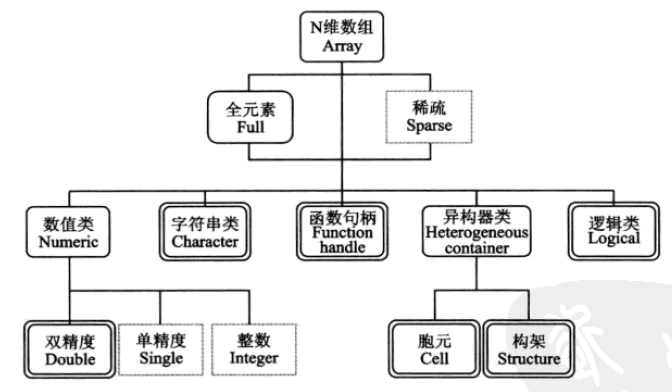 N维数组
Array
全元素
Full
稀疏
Sparse
数值类
Numeric
字符串类
Character
函数句柄
Function
handle
异构器类
Heterogeneous
container
逻辑类
Logical
双精度
Double
单精度
Single
整数
Integer
胞元
Cell
构架
Structure